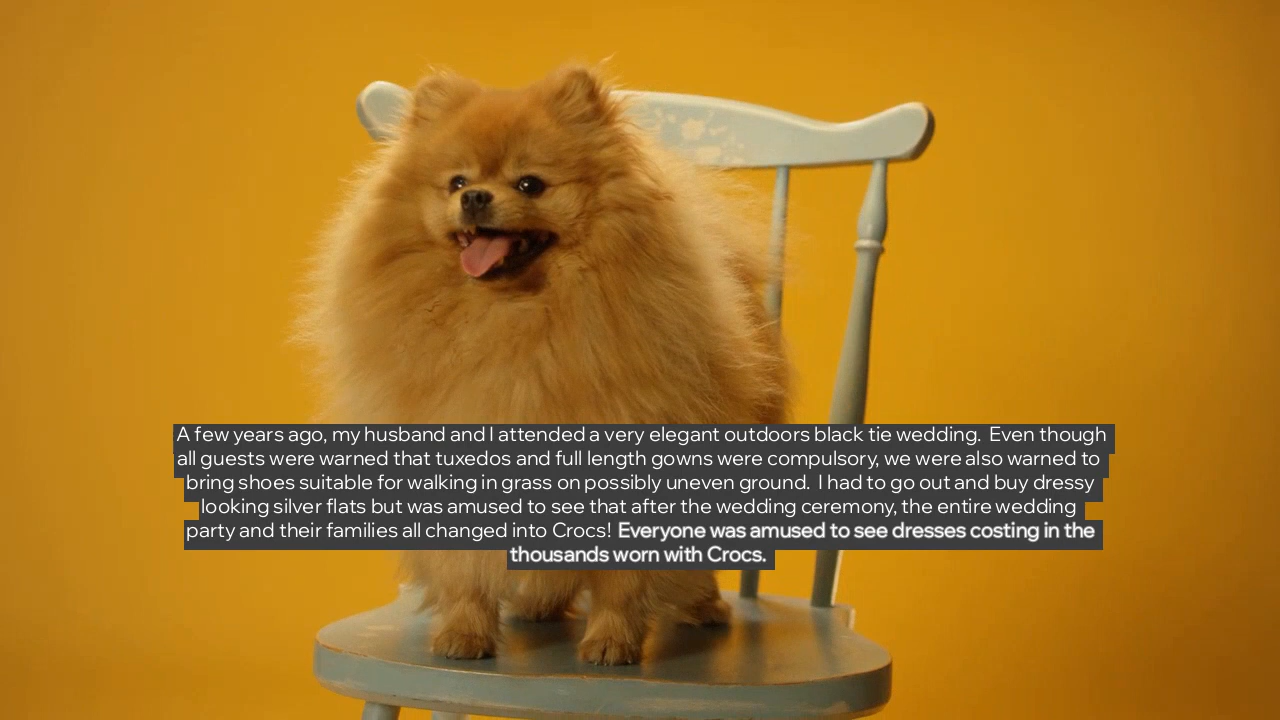 A few years ago, my husband and I attended a very elegant outdoors black tie wedding.  Even though
all guests were warned that tuxedos and full length gowns were compulsory, we were also warned to
bring shoes suitable for walking in grass on possibly uneven ground.  I had to go out and buy dressy
looking silver flats but was amused to see that after the wedding ceremony, the entire wedding
party and their families all changed into Crocs! Everyone was amused to see dresses costing in the
thousands worn with Crocs.